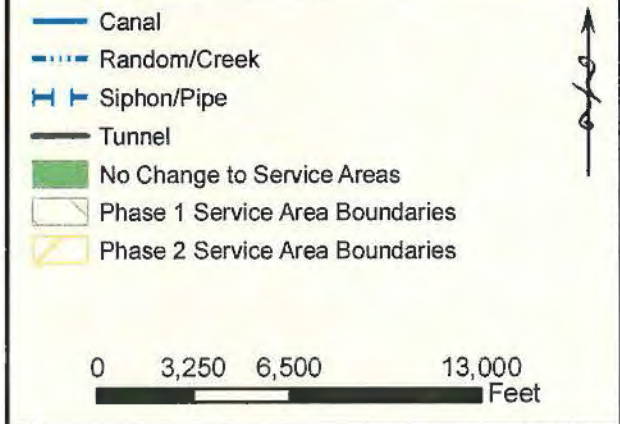 Canal
Random/Creek
Siphon/Pipe
Tunnel
No Change to Service Areas
Phase 1 Service Area Boundaries
Phase 2 Service Area Boundaries
0 3,250 6,500 13,000
Feet